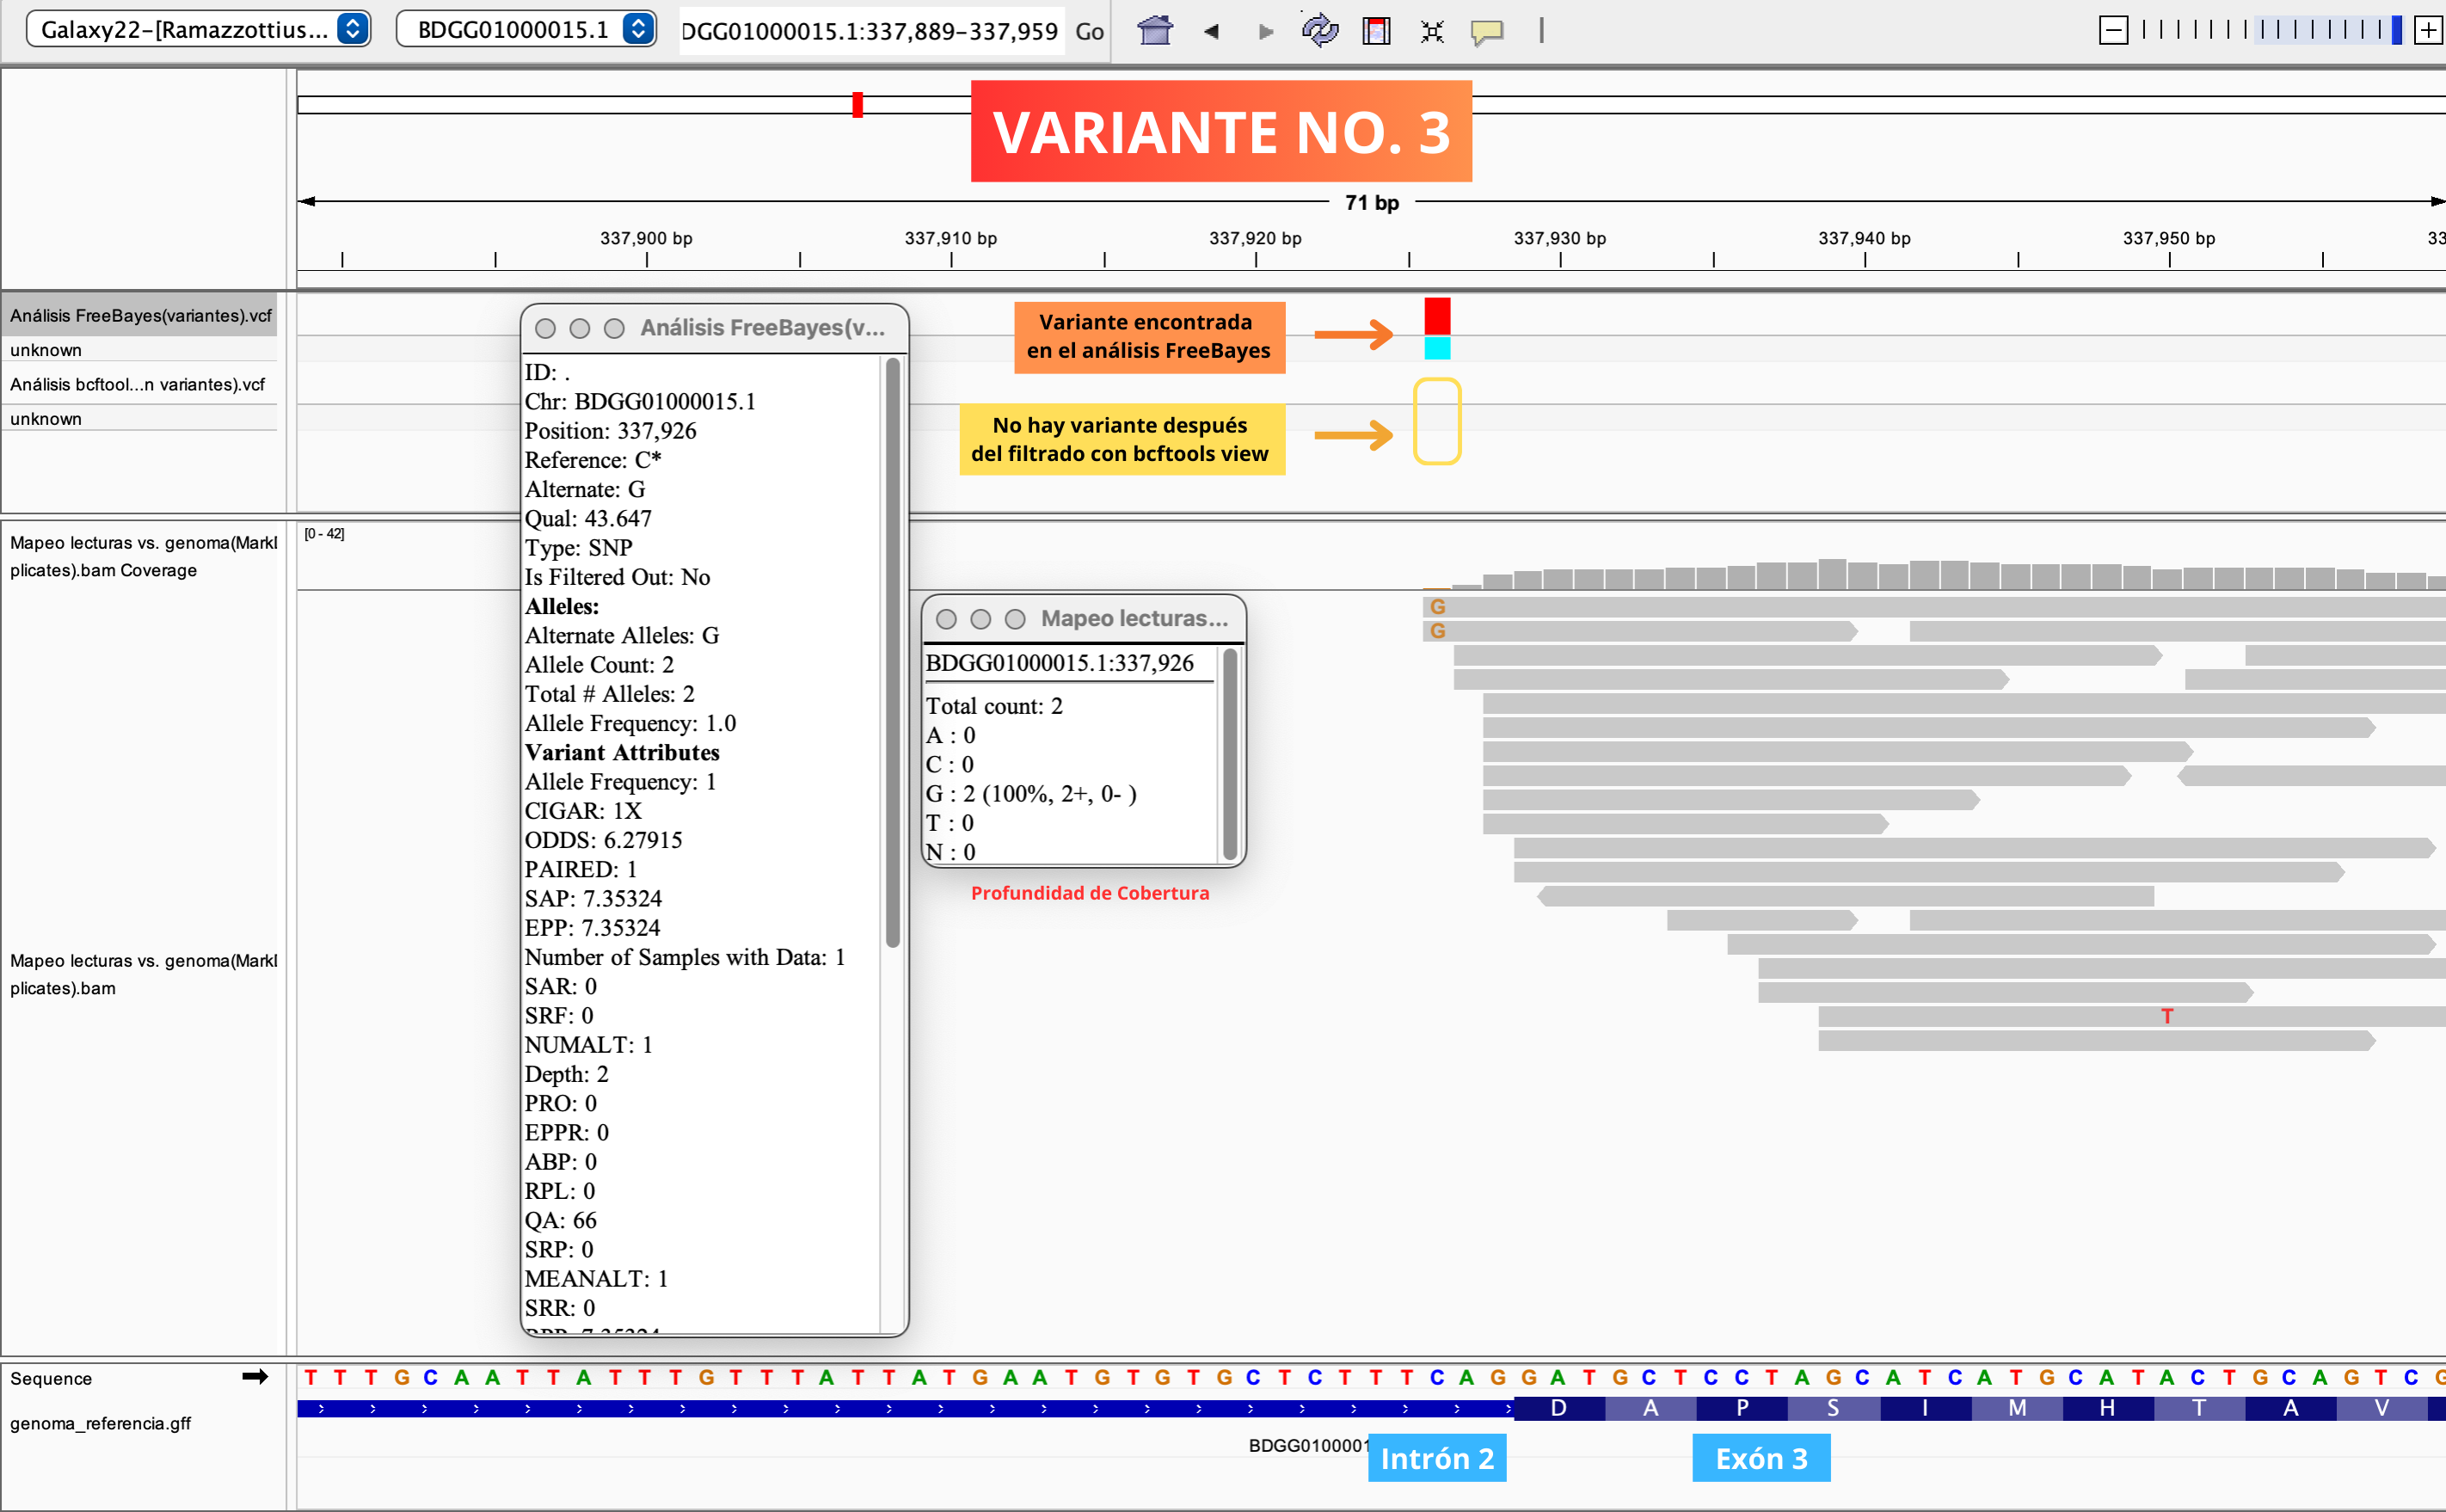 Galaxy22-[Ramazzottius...
BDGG01000015.1
DGG01000015.1:337,889-337,959
Go
VARIANTE NO. 3
71 bp
337,900 bp
337,910 bp
337,920 bp
337,930 bp
337,940 bp
337,950 bp
33
Análisis FreeBayes(variantes).vcf
unknown
Análisis bcftool...n variantes).vcf
unknown
Variante encontrada
en el análisis FreeBayes
No hay variante después
del filtrado con bcftools view
Análisis FreeBayes(v...
ID: .
Chr: BDGG01000015.1
Position: 337,926
Reference: C*
Alternate: G
Qual: 43.647
Type: SNP
Is Filtered Out: No
Alleles:
Alternate Alleles: G
Allele Count: 2
Total # Alleles: 2
Allele Frequency: 1.0
Variant Attributes
Allele Frequency: 1
CIGAR: 1X
ODDS: 6.27915
PAIRED: 1
SAP: 7.35324
EPP: 7.35324
Number of Samples with Data: 1
SAR: 0
SRF: 0
NUMALT: 1
Depth: 2
PRO: 0
EPPR: 0
ABP: 0
RPL: 0
QA: 66
SRP: 0
MEANALT: 1
SRR: 0
Mapeo lecturas vs. genoma(Mark
plicates).bam Coverage
[0 - 42]
Mapeo lecturas...
BDGG01000015.1:337,926
Total count: 2
A : 0
C : 0
G : 2 (100%, 2+, 0- )
T : 0
N : 0
Profundidad de Cobertura
G
G
T
Mapeo lecturas vs. genoma(Mark
plicates).bam
Sequence
T T T G C A A T T A T T T G T T T A T T A T G A A T G T G T G C T C T T T C A G G A T G C T C C T A G C A T C A T G C A T A C T G C A G T C G
genoma_referencia.gff
D A P S I M H T A V
BDGG0100001
Intrón 2
Exón 3